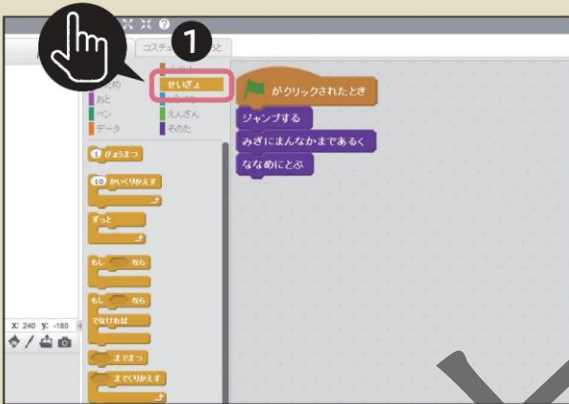 1
コスチ
せいぎょ
おと
ペン
えんざん
データ
そのた
1 びょうまつ
10 かいくりかえす
ずっと
もし なら
もし なら
でなければ
までまつ
までくりかえす
x: 240 y: -180
がクリックされたとき
ジャンプする
みぎにまんなかまであるく
ななめにとぶ